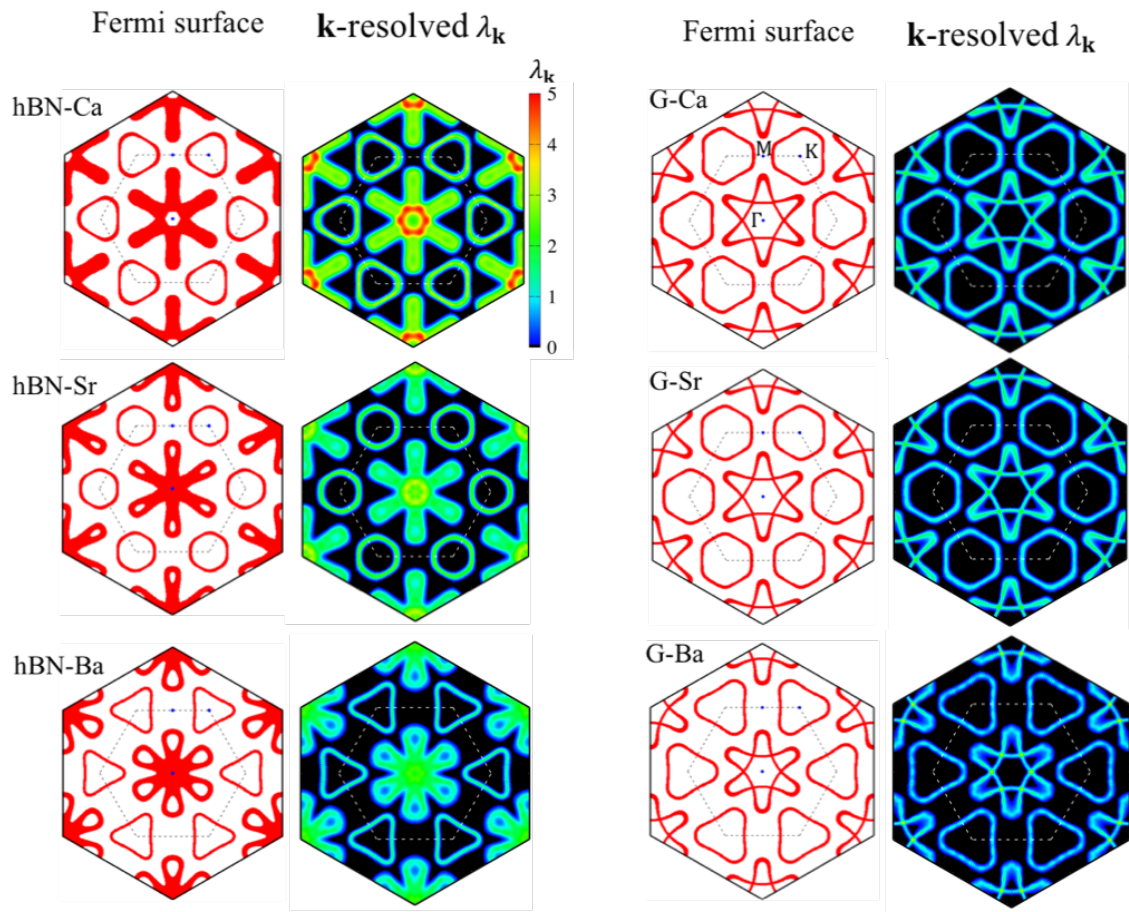 Fermi surface
k-resolved λk
Fermi surface
k-resolved λk
hBN-Ca
λk
5
4
3
2
1
0
G-Ca
M
K
Γ
hBN-Sr
G-Sr
hBN-Ba
G-Ba